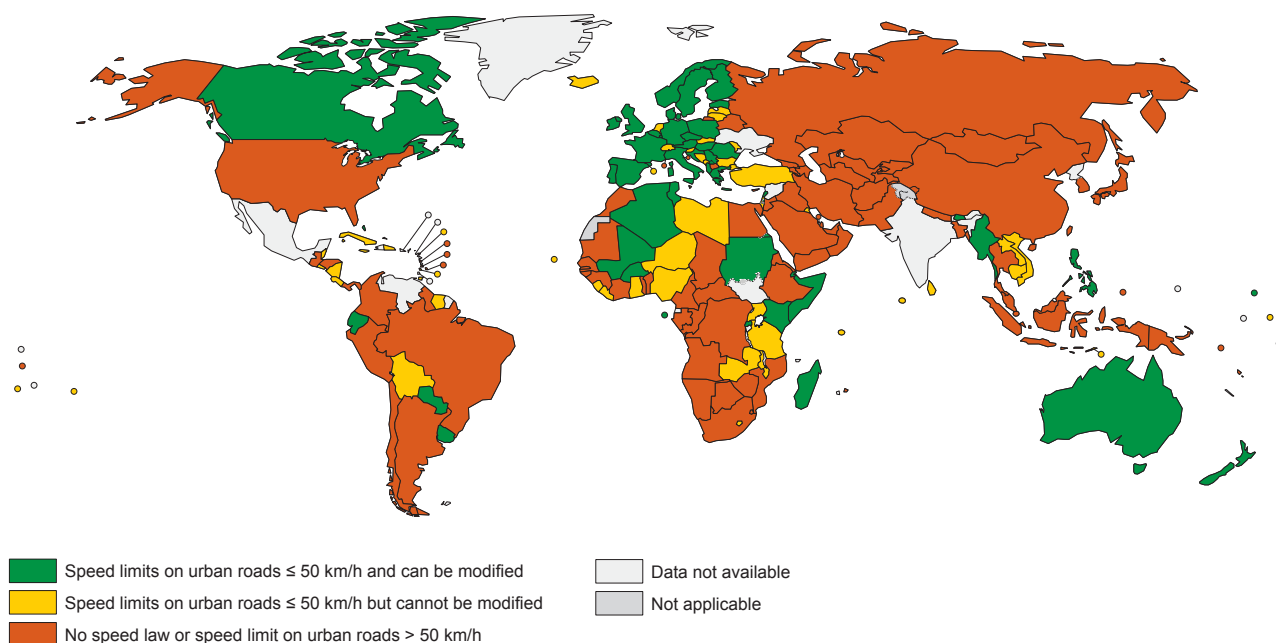 Speed limits on urban roads ≤ 50 km/h and can be modified
Speed limits on urban roads ≤ 50 km/h but cannot be modified
No speed law or speed limit on urban roads > 50 km/h
Data not available
Not applicable